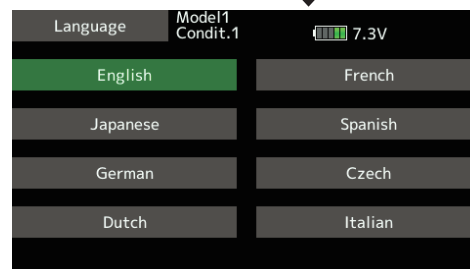 Language
Model1
Condit.1
7.3V
English
French
Japanese
Spanish
German
Czech
Dutch
Italian